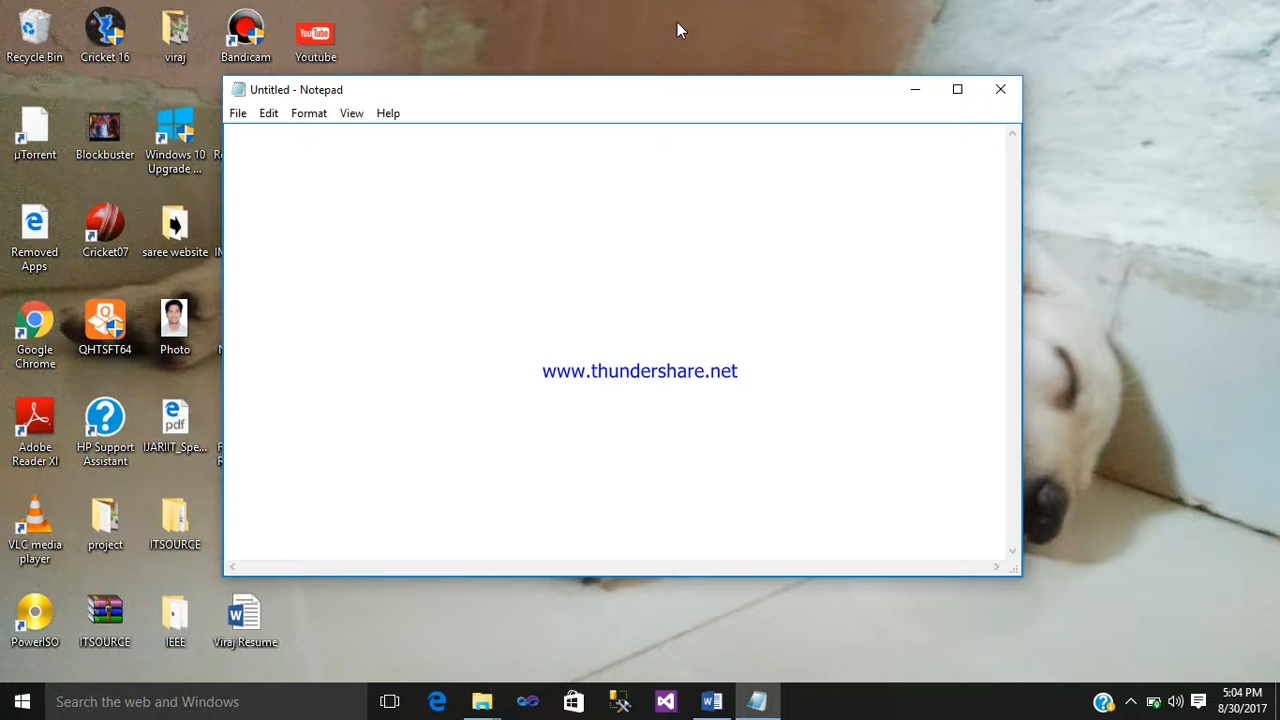 Recycle Bin
Cricket 16
viraj
Bandicam
You Tube
Youtube
Untitled - Notepad
File Edit Format View Help
µTorrent
Blockbuster
Windows 10
Upgrade ...
Removed
Apps
Cricket07
saree website
www.thundershare.net
Google
Chrome
QHTSFT64
Photo
Adobe
Reader XI
HP Support
Assistant
pdf
IJARIIT_Spe...
VLC media
player
project
ITSOURCE
PowerISO
ITSOURCE
IEEE
Viraj Resume
Search the web and Windows
5:04 PM
8/30/2017